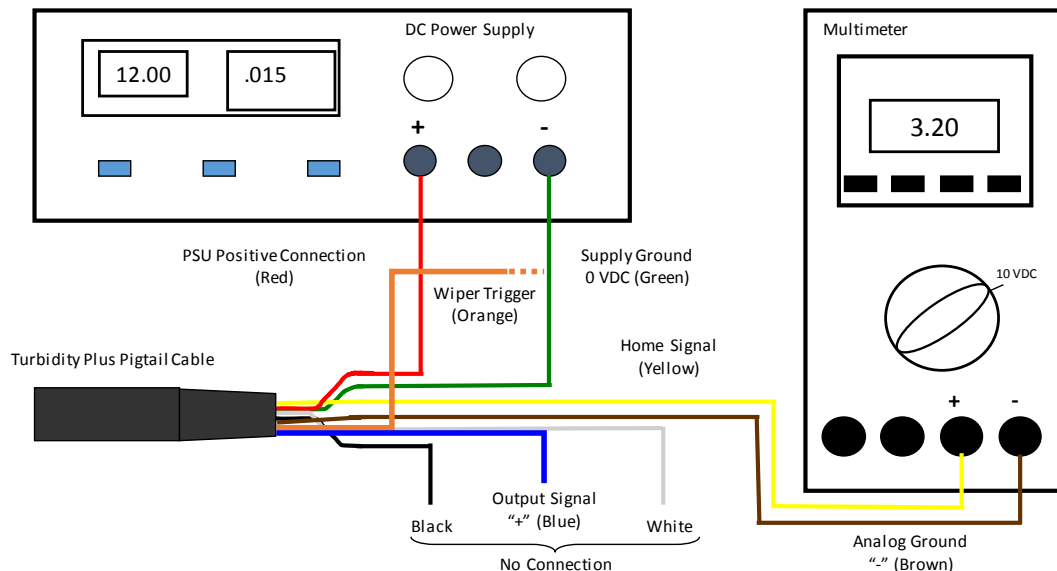 DC Power Supply
Multimeter
12.00
.015
3.20
+
-
PSU Positive Connection
(Red)
Supply Ground
0 VDC (Green)
10 VDC
Wiper Trigger
(Orange)
Home Signal
(Yellow)
Turbidity Plus Pigtail Cable
+
-
Output Signal
“+” (Blue)
Black
White
No Connection
Analog Ground
“-” (Brown)